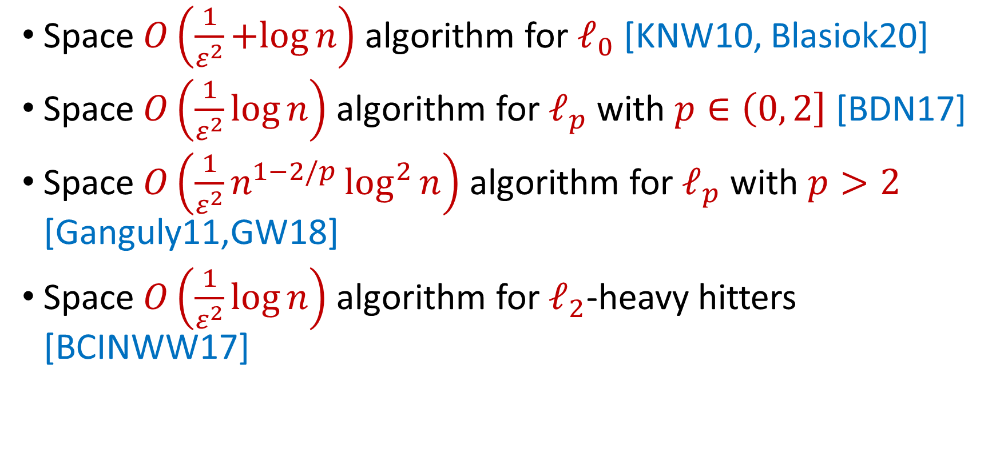 • Space $O\left(\frac{1}{\varepsilon^2}+\log n\right)$ algorithm for $\ell_0$ [KNW10, Blasiok20]
• Space $O\left(\frac{1}{\varepsilon^2}\log n\right)$ algorithm for $\ell_p$ with $p \in (0, 2]$ [BDN17]
• Space $O\left(\frac{1}{\varepsilon^2}n^{1-2/p}\log^2 n\right)$ algorithm for $\ell_p$ with $p > 2$
[Ganguly11,GW18]
• Space $O\left(\frac{1}{\varepsilon^2}\log n\right)$ algorithm for $\ell_2$-heavy hitters
[BCINWW17]